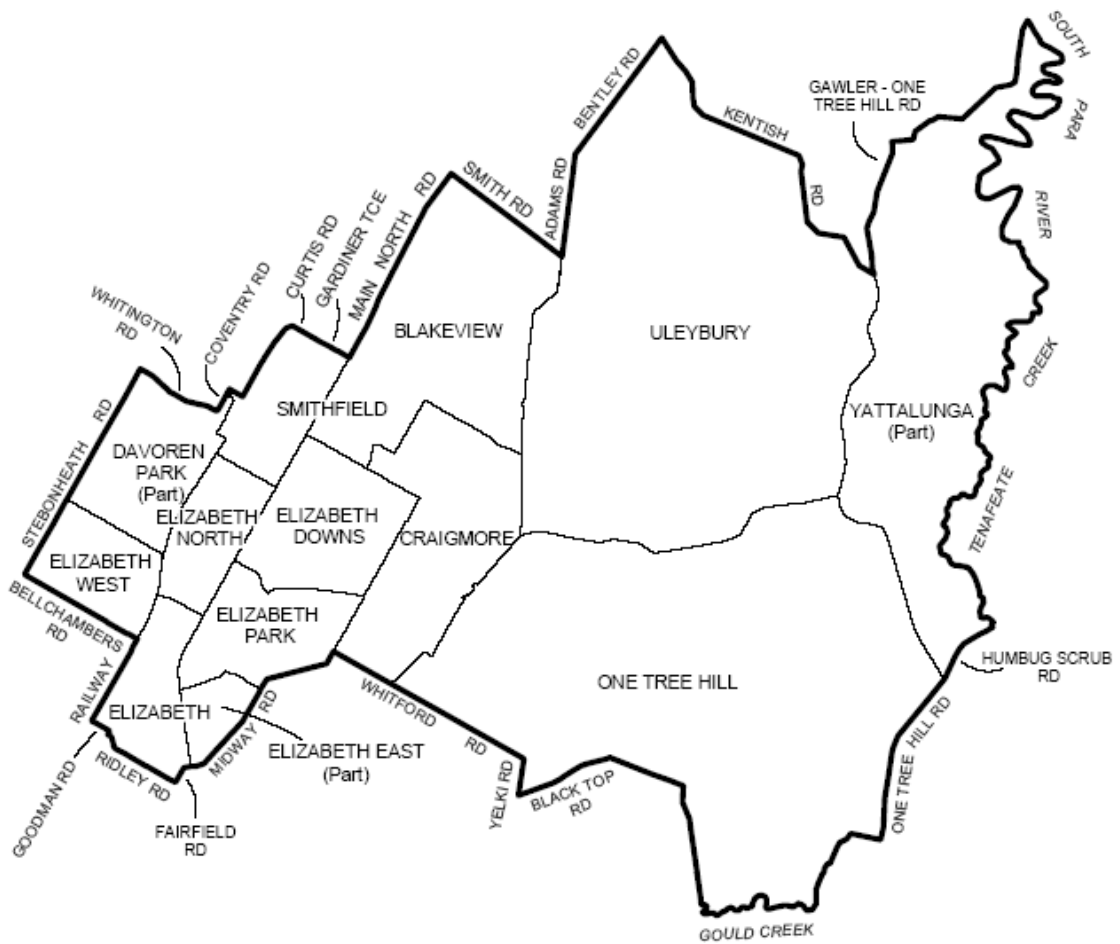 SOUTH
PARA
RIVER
GAWLER - ONE
TREE HILL RD
BENTLEY RD
KENTISH
RD
ADAMS RD
SMITH RD
MAIN NORTH RD
GARDINER TCE
CURTIS RD
COVENTRY RD
WHITINGTON
RD
BLAKEVIEW
ULEYBURY
CREEK
YATTALUNGA
(Part)
SMITHFIELD
STEBONHEATH RD
DAVOREN
PARK
(Part)
ELIZABETH
NORTH
ELIZABETH
DOWNS
CRAIGMORE
TENAFEATE
ELIZABETH
WEST
BELLCHAMBERS
RD
ELIZABETH
PARK
HUMBUG SCRUB
RD
ONE TREE HILL
RAILWAY
ELIZABETH
MIDWAY RD
WHITFORD
RD
ELIZABETH EAST
(Part)
ONE TREE HILL RD
GOODMAN RD
RIDLEY RD
YELKI RD
BLACK TOP
RD
FAIRFIELD
RD
GOULD CREEK